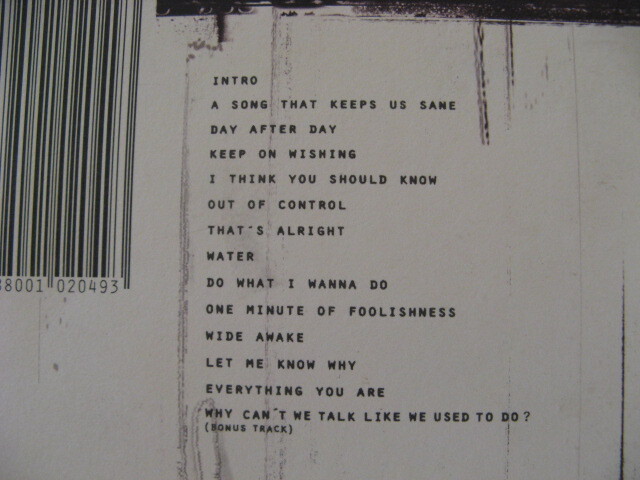 INTRO
A SONG THAT KEEPS US SANE
DAY AFTER DAY
KEEP ON WISHING
I THINK YOU SHOULD KNOW
OUT OF CONTROL
THAT´S ALRIGHT
WATER
DO WHAT I WANNA DO
ONE MINUTE OF FOOLISHNESS
WIDE AWAKE
LET ME KNOW WHY
EVERYTHING YOU ARE
WHY CAN´T WE TALK LIKE WE USED TO DO?
(BONUS TRACK)
88001 020493